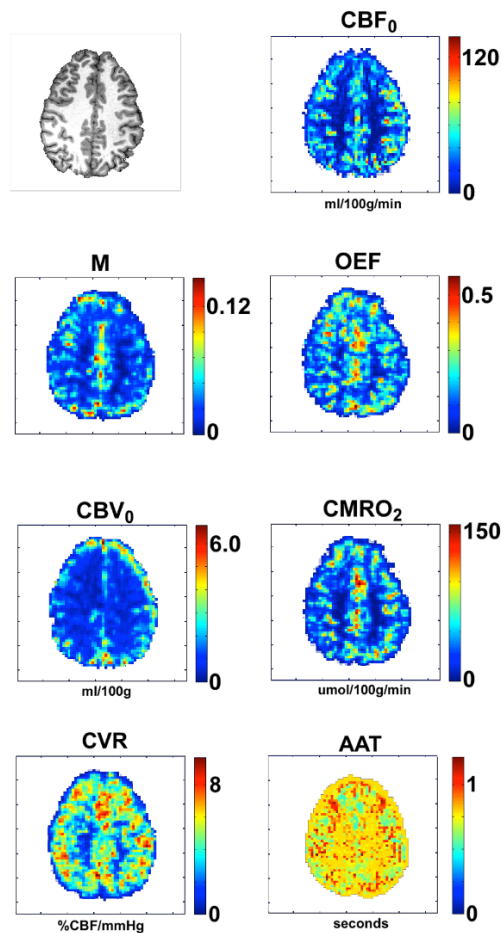 CBF₀
120
0
ml/100g/min
M
0.12
0
OEF
0.5
0
CBV₀
6.0
0
ml/100g
CMRO₂
150
0
umol/100g/min
CVR
8
0
%CBF/mmHg
AAT
1
0
seconds